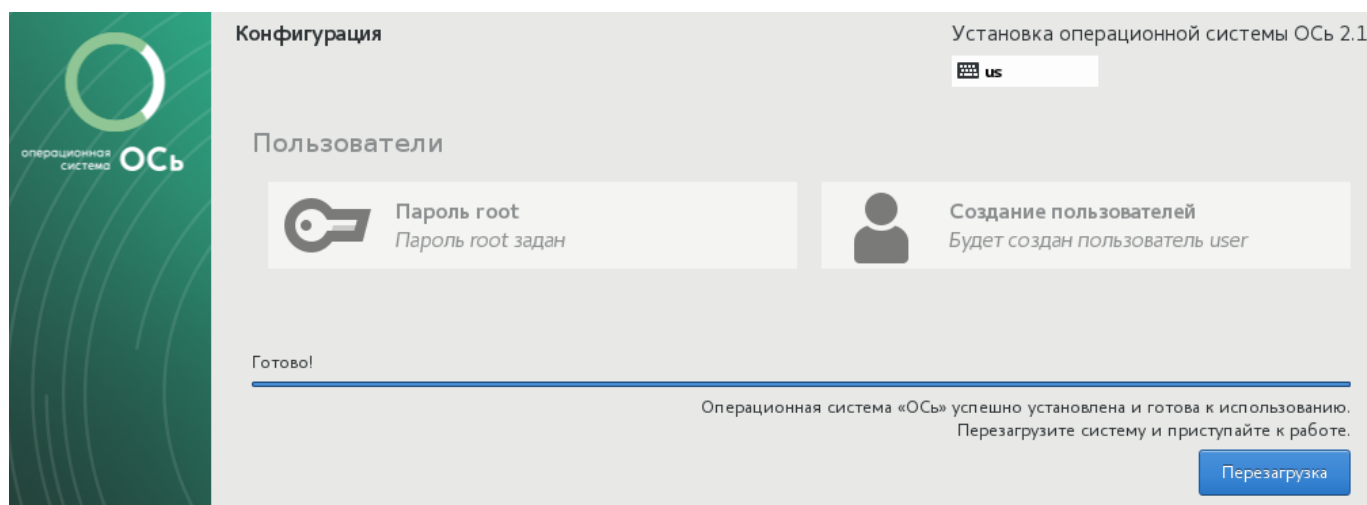 операционная система ОСь
Конфигурация
Установка операционной системы ОСь 2.1
us
Пользователи
Пароль root
Пароль root задан
Создание пользователей
Будет создан пользователь user
Готово!
Операционная система «ОСь» успешно установлена и готова к использованию.
Перезагрузите систему и приступайте к работе.
Перезагрузка